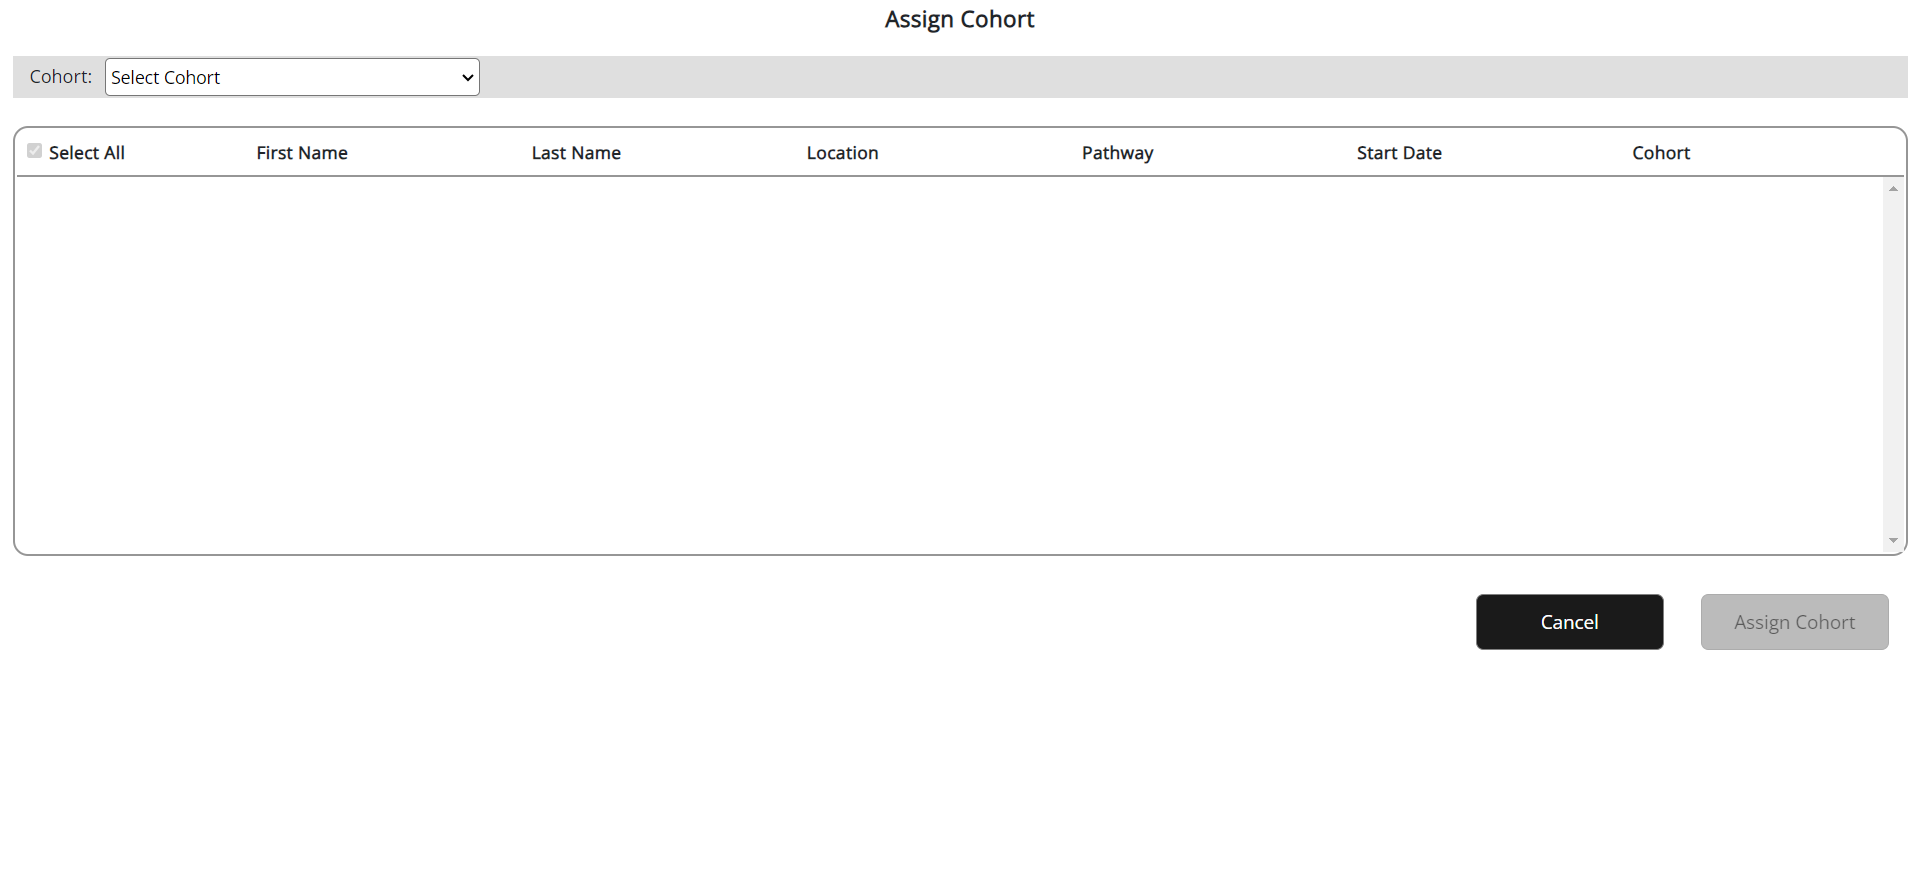 Assign Cohort
Cohort: Select Cohort
Select All First Name Last Name Location Pathway Start Date Cohort
Cancel Assign Cohort